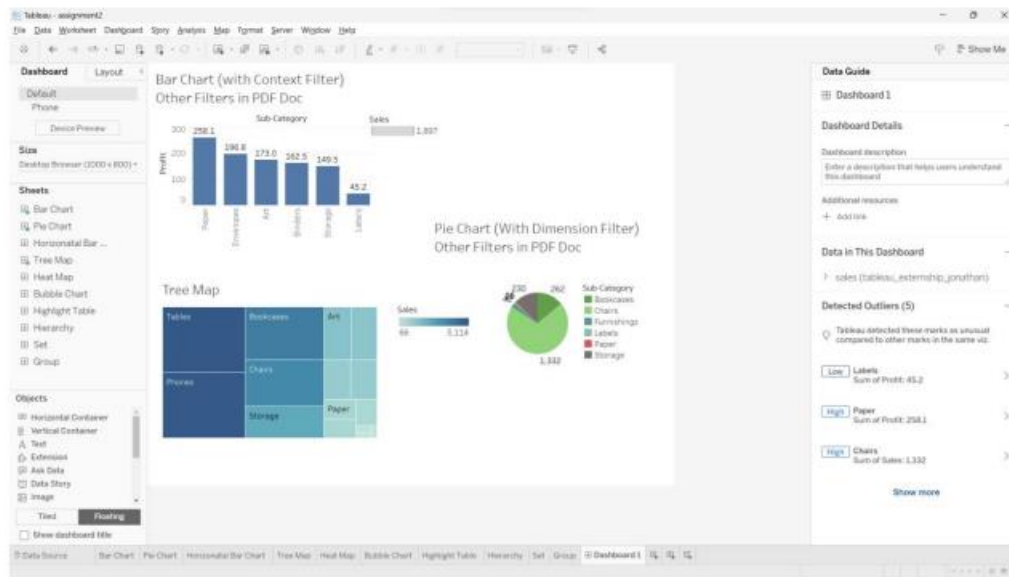 Tableau - assignment2
File Data Worksheet Dashboard Story Analysis Map Format Server Window Help
Show Me
Dashboard Layout
Default
Phone
Device Preview
Size
Desktop Browser (1000 x 800)
Sheets
Bar Chart
Pie Chart
Horizonatal Bar ...
Tree Map
Heat Map
Bubble Chart
Highlight Table
Hierarchy
Set
Group
Objects
Horizontal Container
Vertical Container
Text
Extension
Ask Data
Data Story
Image
Tiled Floating
Show dashboard title
Bar Chart (with Context Filter)
Other Filters in PDF Doc
Sub-Category
Profit
300
200
100
0
258.1
196.8
173.0
162.5
149.5
45.2
Paper
Envelopes
Art
Binders
Storage
Labels
Sales
1,897
Pie Chart (With Dimension Filter)
Other Filters in PDF Doc
230
262
1,332
Sub-Category
Bookcases
Chairs
Furnishings
Labels
Paper
Storage
Tree Map
Tables
Phones
Bookcases
Chairs
Storage
Art
Paper
Sales
66 5,114
Data Guide
Dashboard 1
Dashboard Details
Dashboard description
Enter a description that helps users understand
this dashboard
Additional resources
+ Add link
Data in This Dashboard
sales (tableau_externship_jonathan)
Detected Outliers (5)
Tableau detected these marks as unusual
compared to other marks in the same viz.
Low Labels
Sum of Profit: 45.2
High Paper
Sum of Profit: 258.1
High Chairs
Sum of Sales: 1,332
Show more
Data Source Bar Chart Pie Chart Horizonatal Bar Chart Tree Map Heat Map Bubble Chart Highlight Table Hierarchy Set Group Dashboard 1